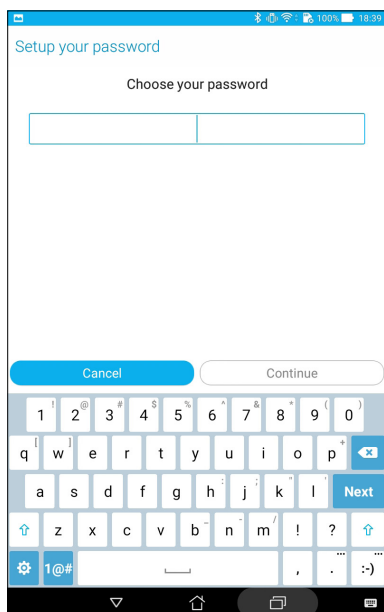 100% 18:39
Setup your password
Choose your password
Cancel Continue
! @ # $ % ^ & * ( )
1 2 3 4 5 6 7 8 9 0
[ ] +
q w e r t y u i o p
: ; " '
a s d f g h j k l Next
_ - /
z x c v b n m ! ?
1@# , . :-)